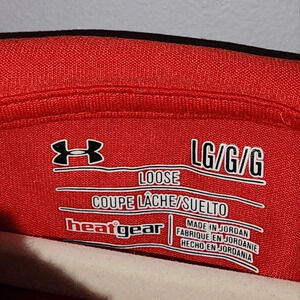 LG/G/G
LOOSE
COUPE LÂCHE/SUELTO
heatgear
MADE IN JORDAN
FABRIQUÉ EN JORDANIE
HECHO EN JORDANIA